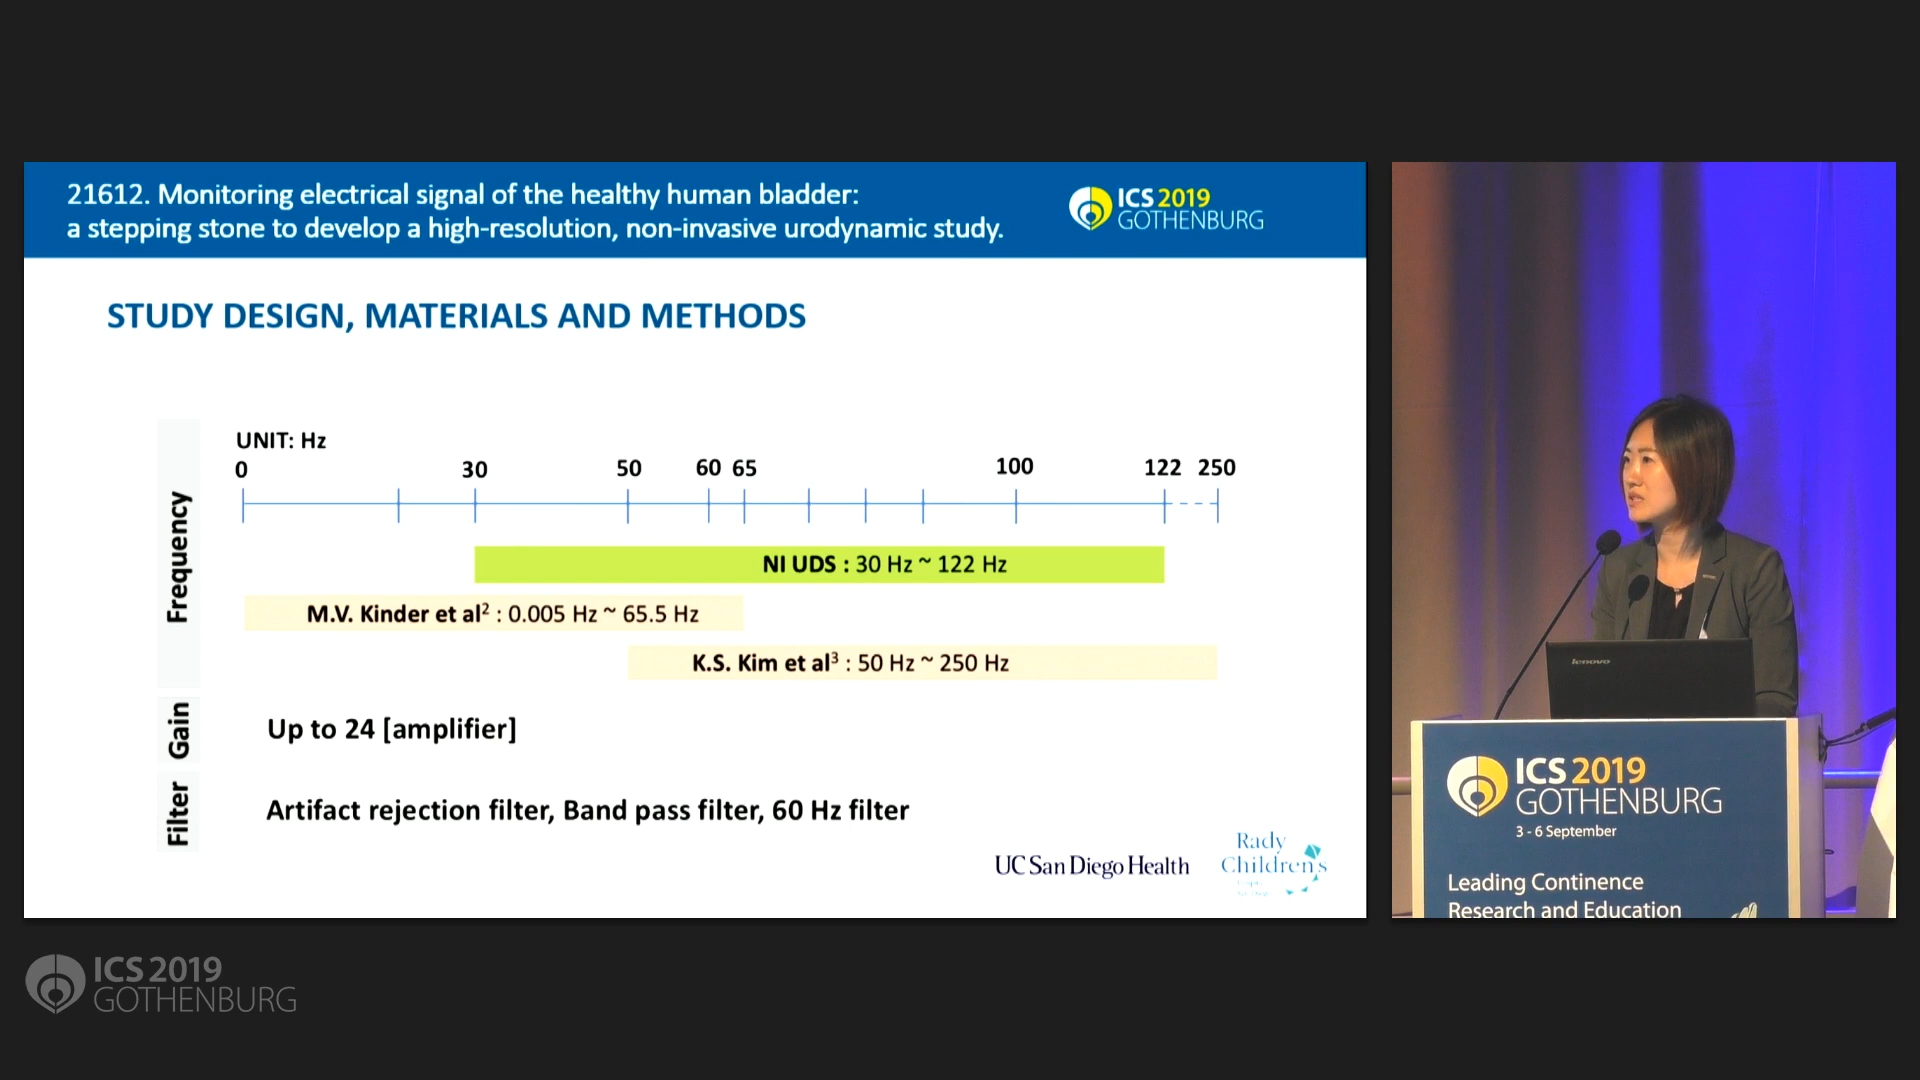 21612. Monitoring electrical signal of the healthy human bladder:
a stepping stone to develop a high-resolution, non-invasive urodynamic study.
ICS 2019
GOTHENBURG
STUDY DESIGN, MATERIALS AND METHODS
UNIT: Hz
0 30 50 60 65 100 122 250
Frequency
NI UDS : 30 Hz ~ 122 Hz
M.V. Kinder et al² : 0.005 Hz ~ 65.5 Hz
K.S. Kim et al³ : 50 Hz ~ 250 Hz
Gain
Up to 24 [amplifier]
Filter
Artifact rejection filter, Band pass filter, 60 Hz filter
UC San Diego Health
Rady
Children's
lenovo
ICS 2019
GOTHENBURG
3 - 6 September
Leading Continence
Research and Education
ICS 2019
GOTHENBURG